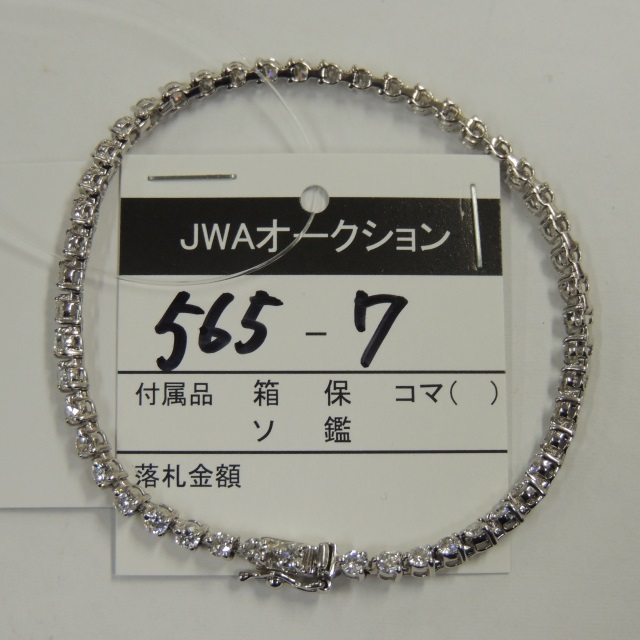 JWAオークション
565-7
付属品 箱 保 コマ( )
ソ 鑑
落札金額